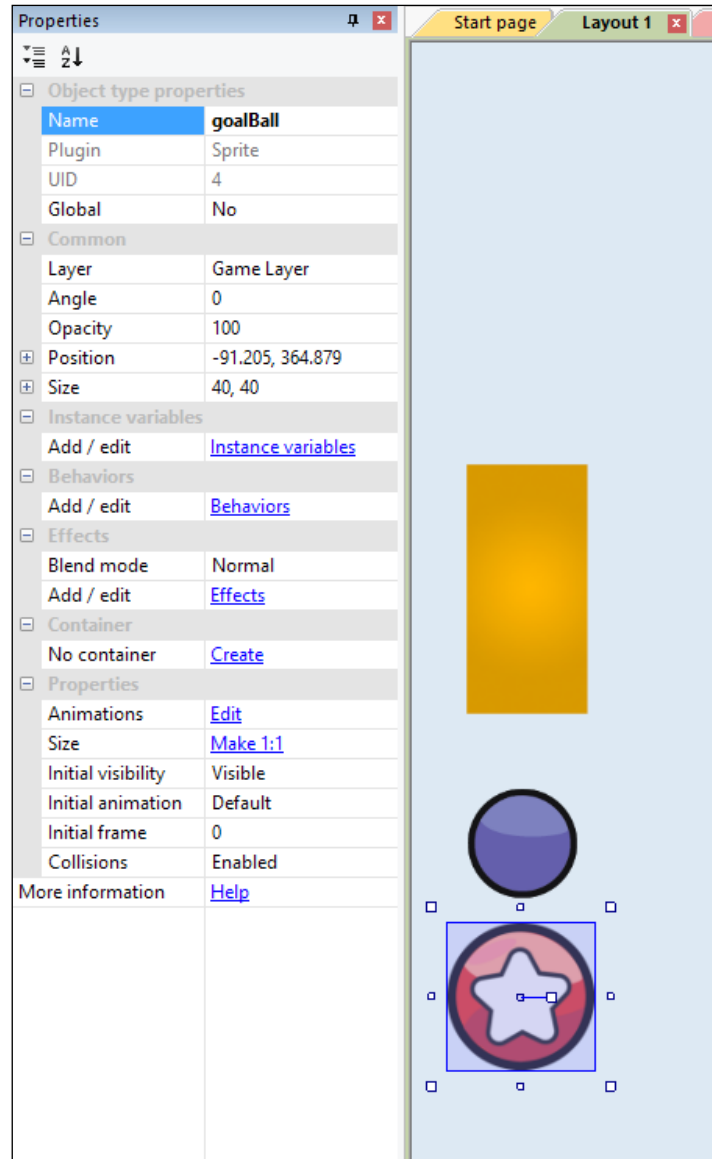 Properties
Start page
Layout 1
Object type properties
Name goalBall
Plugin Sprite
UID 4
Global No
Common
Layer Game Layer
Angle 0
Opacity 100
Position -91.205, 364.879
Size 40, 40
Instance variables
Add / edit Instance variables
Behaviors
Add / edit Behaviors
Effects
Blend mode Normal
Add / edit Effects
Container
No container Create
Properties
Animations Edit
Size Make 1:1
Initial visibility Visible
Initial animation Default
Initial frame 0
Collisions Enabled
More information Help